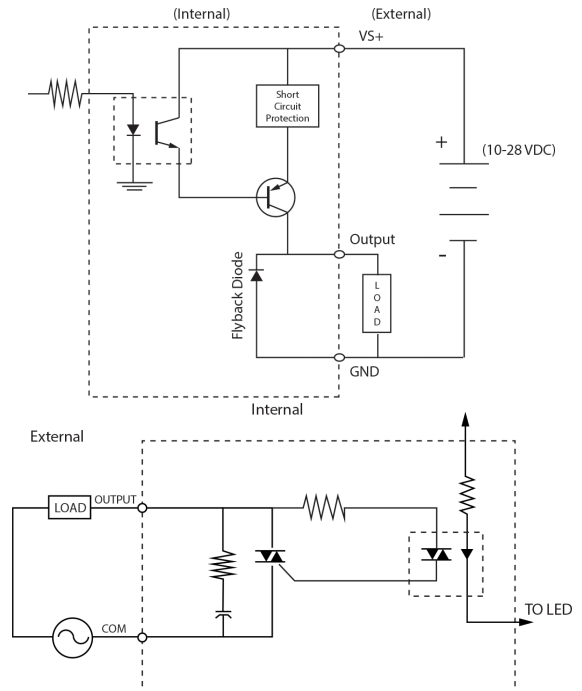 (Internal)
(External)
VS+
Short
Circuit
Protection
+
(10-28 VDC)
Output
-
Flyback Diode
L
O
A
D
GND
Internal
External
LOAD
OUTPUT
COM
TO LED